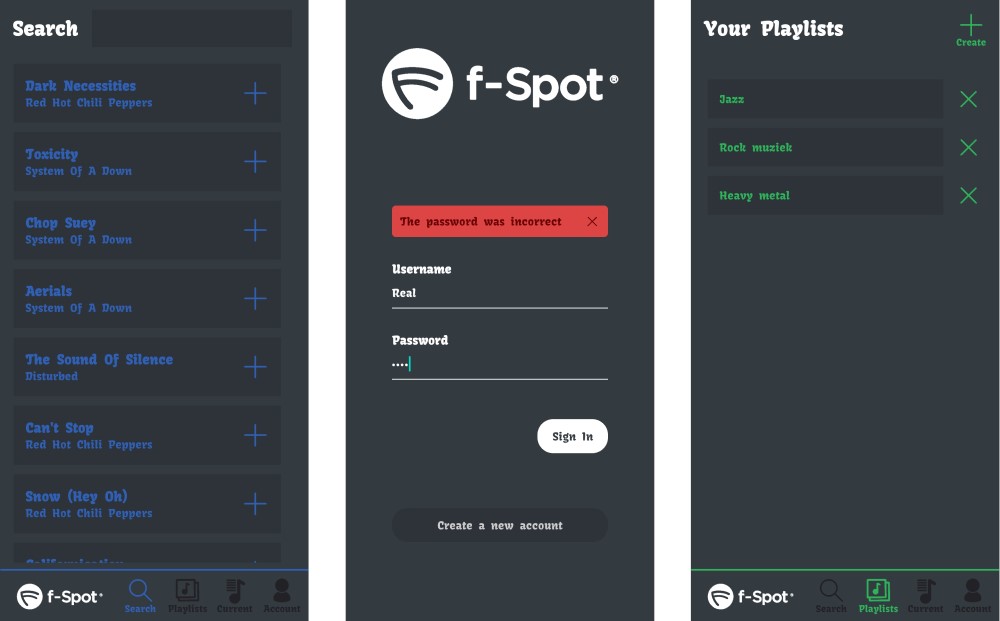 Search
Dark Necessities
Red Hot Chili Peppers
Toxicity
System Of A Down
Chop Suey
System Of A Down
Aerials
System Of A Down
The Sound Of Silence
Disturbed
Can't Stop
Red Hot Chili Peppers
Snow (Hey Oh)
Red Hot Chili Peppers
Californication
f-Spot®
Search
Playlists
Current
Account
f-Spot®
The password was incorrect
Username
Real
Password
••••
Sign In
Create a new account
Your Playlists
Create
Jazz
Rock muziek
Heavy metal
f-Spot®
Search
Playlists
Current
Account